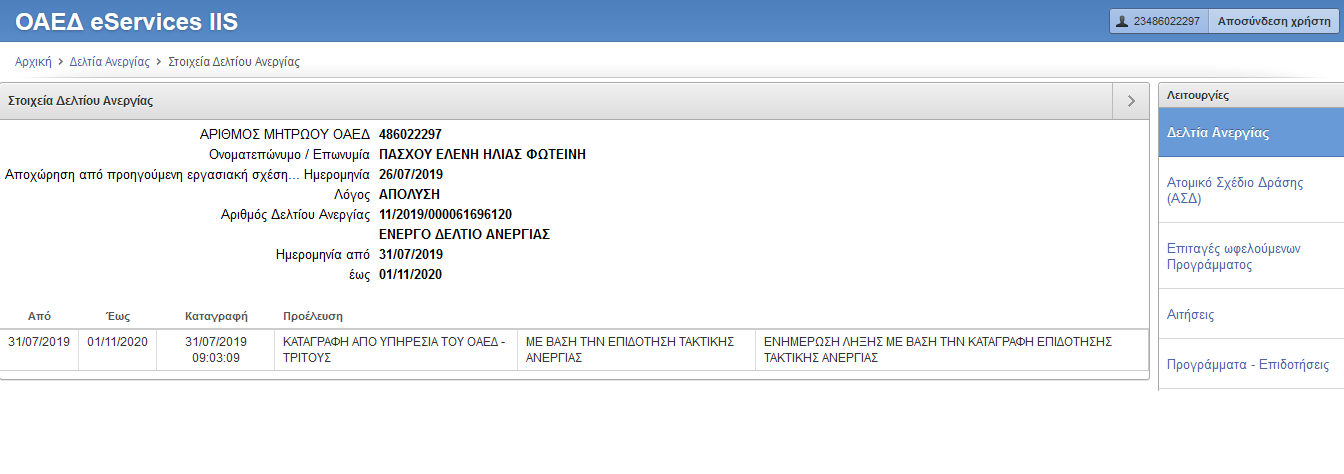 ΟΑΕΔ eServices IIS
23486022297 Αποσύνδεση χρήστη
Αρχική > Δελτία Ανεργίας > Στοιχεία Δελτίου Ανεργίας
Στοιχεία Δελτίου Ανεργίας
ΑΡΙΘΜΟΣ ΜΗΤΡΩΟΥ ΟΑΕΔ 486022297
Ονοματεπώνυμο / Επωνυμία ΠΑΣΧΟΥ ΕΛΕΝΗ ΗΛΙΑΣ ΦΩΤΕΙΝΗ
Αποχώρηση από προηγούμενη εργασιακή σχέση... Ημερομηνία 26/07/2019
Λόγος ΑΠΟΛΥΣΗ
Αριθμός Δελτίου Ανεργίας 11/2019/000061696120
ΕΝΕΡΓΟ ΔΕΛΤΙΟ ΑΝΕΡΓΙΑΣ
Ημερομηνία από 31/07/2019
έως 01/11/2020
Από Έως Καταγραφή Προέλευση
31/07/2019 01/11/2020 31/07/2019 ΚΑΤΑΓΡΑΦΗ ΑΠΟ ΥΠΗΡΕΣΙΑ ΤΟΥ ΟΑΕΔ - ΜΕ ΒΑΣΗ ΤΗΝ ΕΠΙΔΟΤΗΣΗ ΤΑΚΤΙΚΗΣ ΕΝΗΜΕΡΩΣΗ ΛΗΞΗΣ ΜΕ ΒΑΣΗ ΤΗΝ ΚΑΤΑΓΡΑΦΗ ΕΠΙΔΟΤΗΣΗΣ
09:03:09 ΤΡΙΤΟΥΣ ΑΝΕΡΓΙΑΣ ΤΑΚΤΙΚΗΣ ΑΝΕΡΓΙΑΣ
Λειτουργίες
Δελτία Ανεργίας
Ατομικό Σχέδιο Δράσης
(ΑΣΔ)
Επιταγές ωφελούμενων
Προγράμματος
Αιτήσεις
Προγράμματα - Επιδοτήσεις